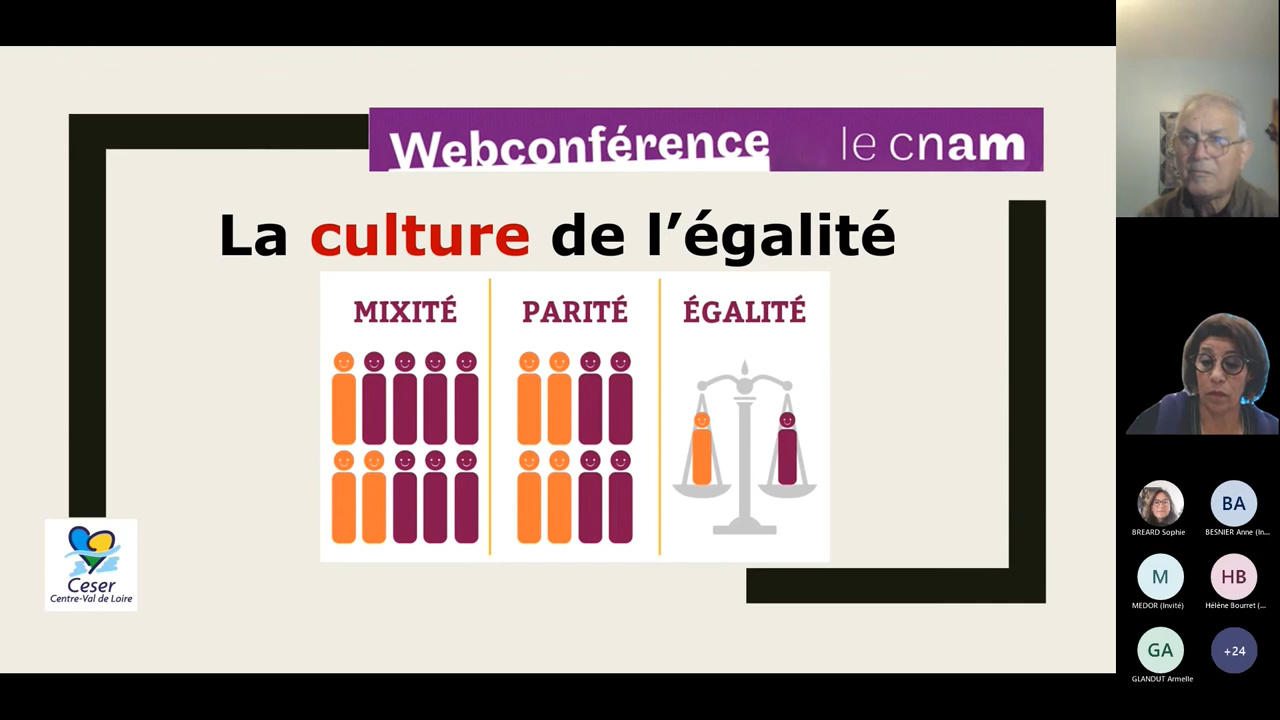 Webconférence
le cnam
La culture de l’égalité
MIXITÉ
PARITÉ
ÉGALITÉ
Ceser
Centre-Val de Loire
BREARD Sophie
BA
BESNIER Anne (In...
M
MEDOR (Invité)
HB
Hélène Bourret (...
GA
GLANDUT Armelle
+24